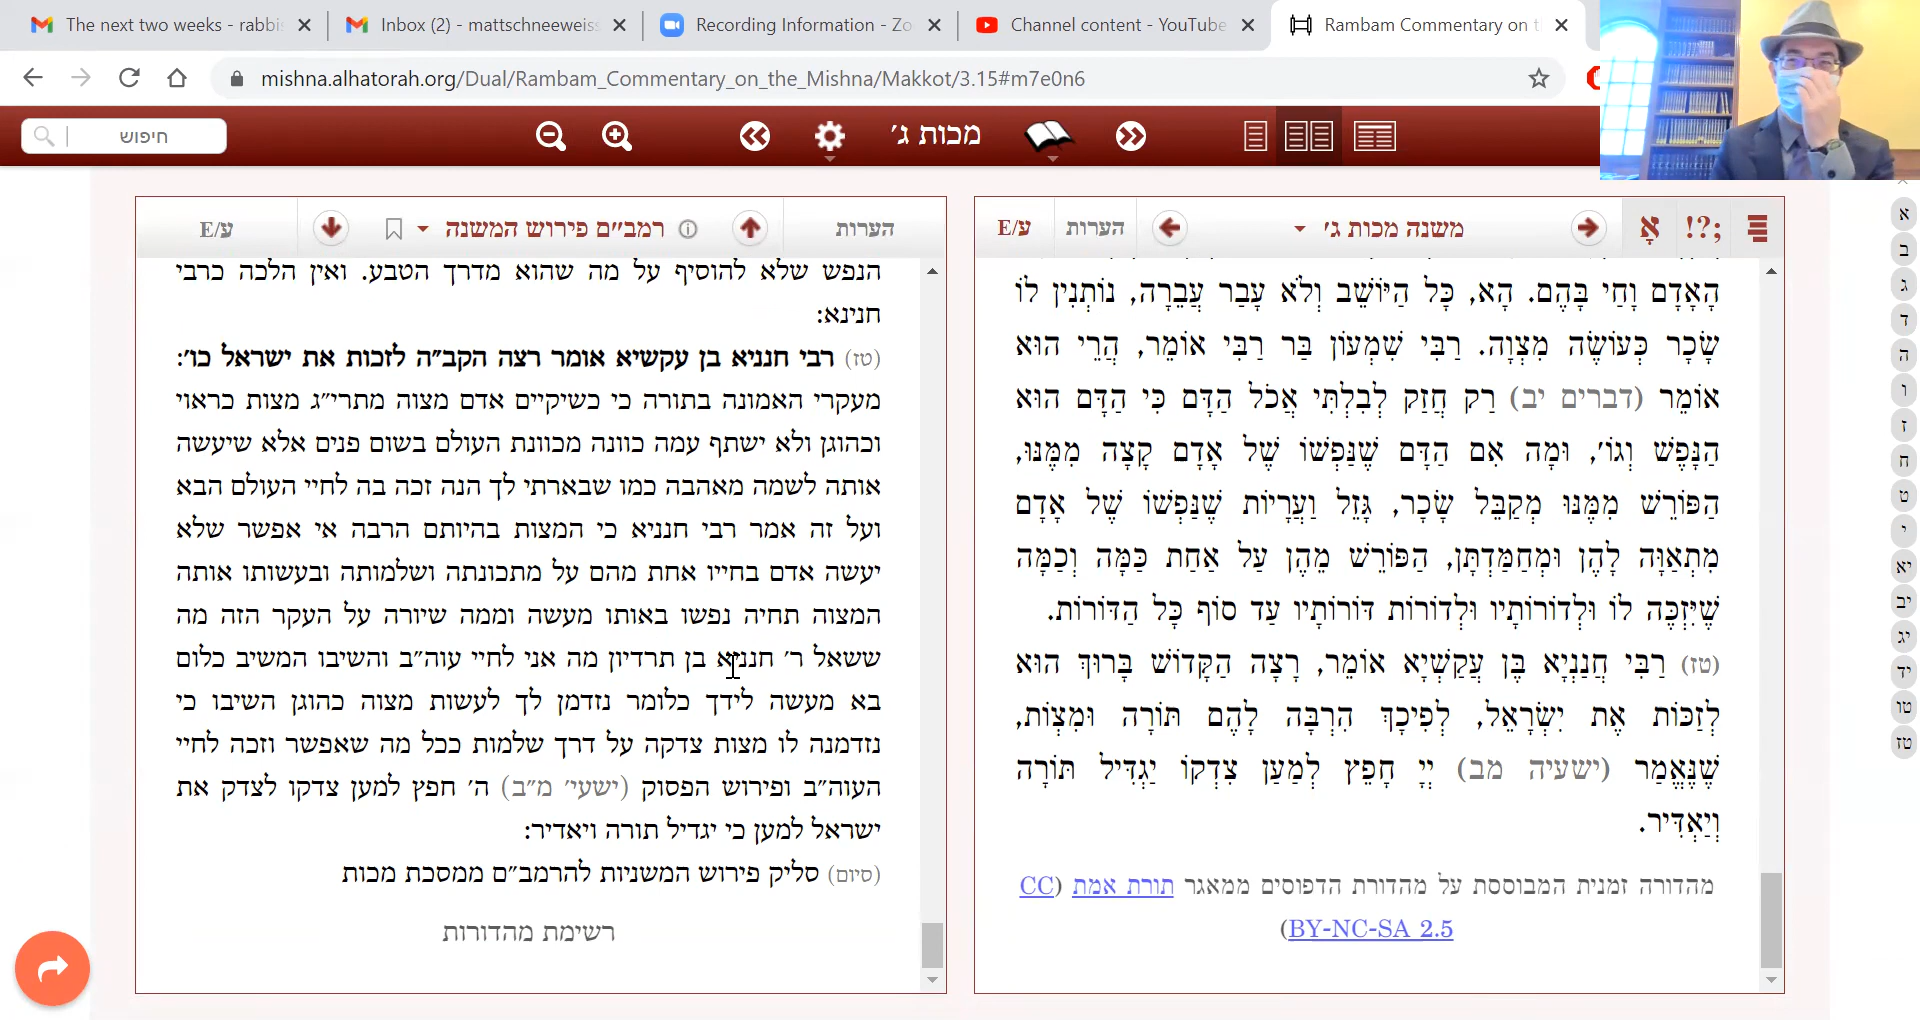 The next two weeks - rabbis
Inbox (2) - mattschneeweiss
Recording Information - Zo
Channel content - YouTube
Rambam Commentary on t
mishna.alhatorah.org/Dual/Rambam_Commentary_on_the_Mishna/Makkot/3.15#m7e0n6
חיפוש
מכות ג׳
משנה מכות ג׳
הערות
ע/E
אָ
;?!
הָאָדָם וָחַי בָּהֶם. הָא, כָּל הַיּוֹשֵׁב וְלֹא עָבַר עֲבֵרָה, נוֹתְנִין לוֹ
שָׂכָר כְּעוֹשֶׂה מִצְוָה. רַבִּי שִׁמְעוֹן בַּר רַבִּי אוֹמֵר, הֲרֵי הוּא
אוֹמֵר (דברים יב) רַק חֲזַק לְבִלְתִּי אֲכֹל הַדָּם כִּי הַדָּם הוּא
הַנָּפֶשׁ וְגוֹ׳, וּמָה אִם הַדָּם שֶׁנַּפְשׁוֹ שֶׁל אָדָם קָצָה מִמֶּנּוּ,
הַפּוֹרֵשׁ מִמֶּנּוּ מְקַבֵּל שָׂכָר, גָּזֵל וַעֲרָיוֹת שֶׁנַּפְשׁוֹ שֶׁל אָדָם
מִתְאַוָּה לָהֶן וּמְחַמַּדְתָּן, הַפּוֹרֵשׁ מֵהֶן עַל אַחַת כַּמָּה וְכַמָּה
שֶׁיִּזְכֶּה לוֹ וּלְדוֹרוֹתָיו וּלְדוֹרוֹת דּוֹרוֹתָיו עַד סוֹף כָּל הַדּוֹרוֹת.
(טז) רַבִּי חֲנַנְיָא בֶּן עֲקַשְׁיָא אוֹמֵר, רָצָה הַקָּדוֹשׁ בָּרוּךְ הוּא
לְזַכּוֹת אֶת יִשְׂרָאֵל, לְפִיכָךְ הִרְבָּה לָהֶם תּוֹרָה וּמִצְוֹת,
שֶׁנֶּאֱמַר (ישעיה מב) יְיָ חָפֵץ לְמַעַן צִדְקוֹ יַגְדִּיל תּוֹרָה
וְיַאְדִּיר.
מהדורה זמנית המבוססת על מהדורת הדפוסים ממאגר תורת אמת (CC
BY-NC-SA 2.5)
הערות
רמב״ם פירוש המשנה
ע/E
הנפש שלא להוסיף על מה שהוא מדרך הטבע. ואין הלכה כרבי
חנינא:
(טז) רבי חנניא בן עקשיא אומר רצה הקב״ה לזכות את ישראל כו׳:
מעקרי האמונה בתורה כי כשיקיים אדם מצוה מתרי״ג מצות כראוי
וכהוגן ולא ישתף עמה כוונה מכוונת העולם בשום פנים אלא שיעשה
אותה לשמה מאהבה כמו שבארתי לך הנה זכה בה לחיי העולם הבא
ועל זה אמר רבי חנניא כי המצות בהיותם הרבה אי אפשר שלא
יעשה אדם בחייו אחת מהם על מתכונתה ושלמותה ובעשותו אותה
המצוה תחיה נפשו באותו מעשה וממה שיורה על העקר הזה מה
ששאל ר׳ חנניא בן תרדיון מה אני לחיי עוה״ב והשיבו המשיב כלום
בא מעשה לידך כלומר נזדמן לך לעשות מצוה כהוגן השיבו כי
נזדמנה לו מצות צדקה על דרך שלמות ככל מה שאפשר וזכה לחיי
העוה״ב ופירוש הפסוק (ישעי׳ מ״ב) ה׳ חפץ למען צדקו לצדק את
ישראל למען כי יגדיל תורה ויאדיר:
(סיום) סליק פירוש המשניות להרמב״ם ממסכת מכות
רשימת מהדורות
א
ב
ג
ד
ה
ו
ז
ח
ט
י
יא
יב
יג
יד
טו
טז